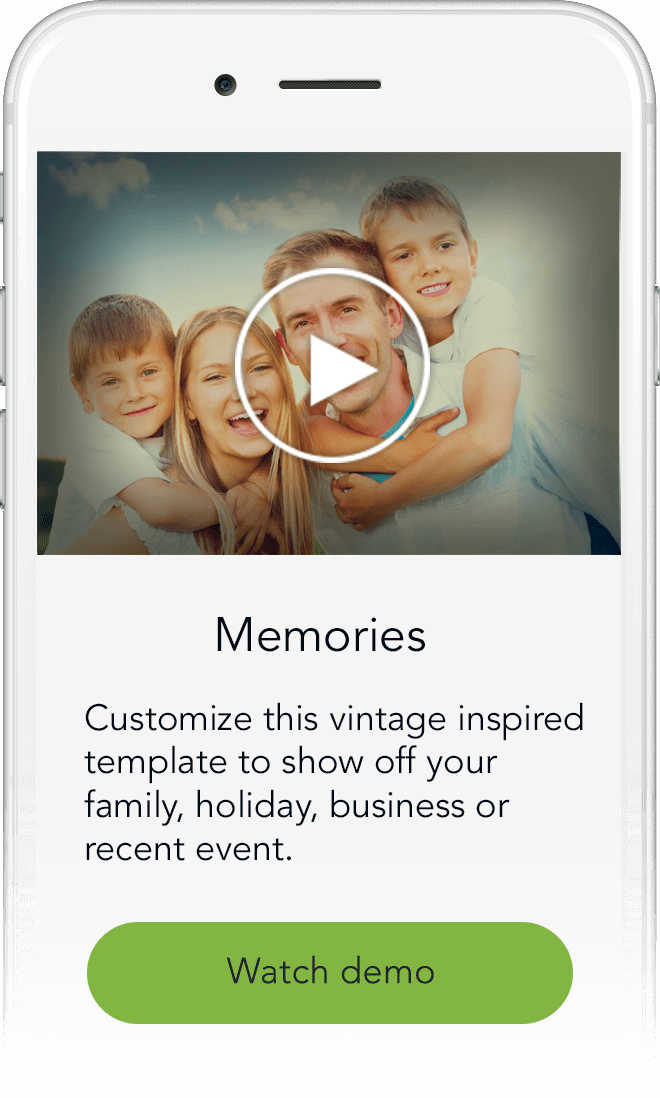 Memories
Customize this vintage inspired
template to show off your
family, holiday, business or
recent event.
Watch demo